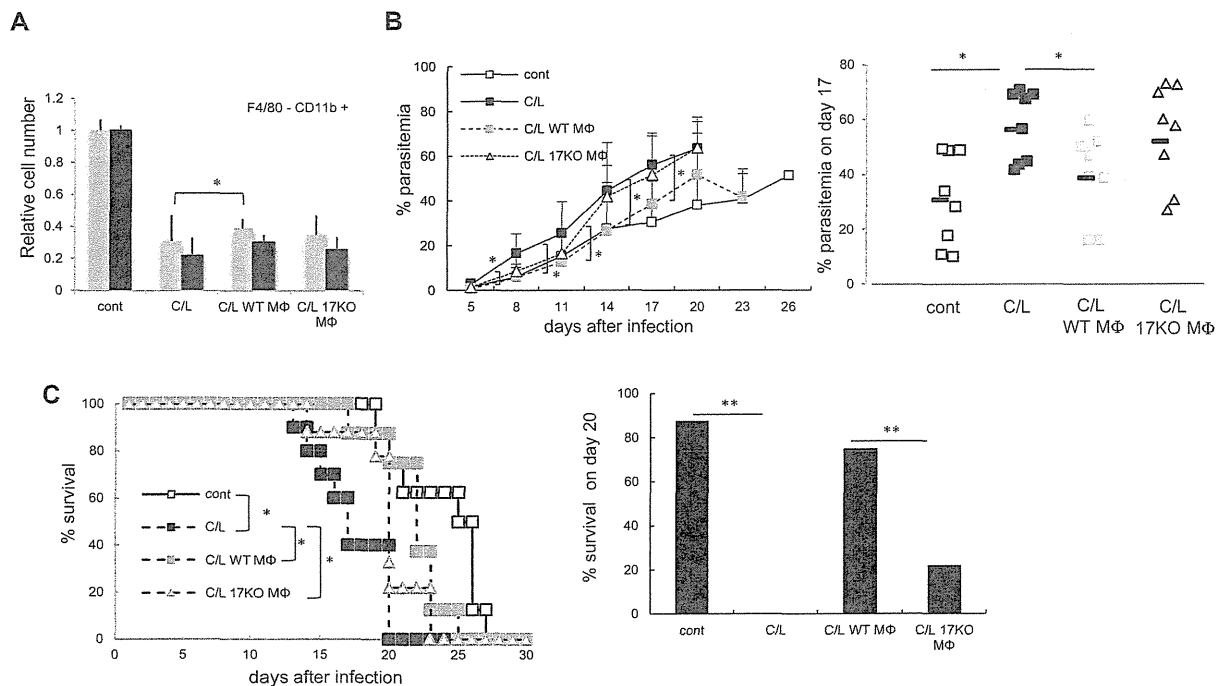 A
Relative cell number
1.2
1
0.8
0.6
0.4
0.2
0
F4/80 - CD11b +
*
cont
C/L
C/L WT MΦ
C/L 17KO
MΦ
B
% parasitemia
100
80
60
40
20
0
cont
C/L
C/L WT MΦ
C/L 17KO MΦ
*
*
*
*
*
5
8
11
14
17
20
23
26
days after infection
% parasitemia on day 17
80
60
40
20
0
*
*
cont
C/L
C/L
WT MΦ
C/L
17KO MΦ
C
% survival
100
80
60
40
20
0
cont
C/L
C/L WT MΦ
C/L 17KO MΦ
*
*
*
0
5
10
15
20
25
30
days after infection
% survival on day 20
100
80
60
40
20
0
**
**
cont
C/L
C/L WT MΦ
C/L 17KO
MΦ